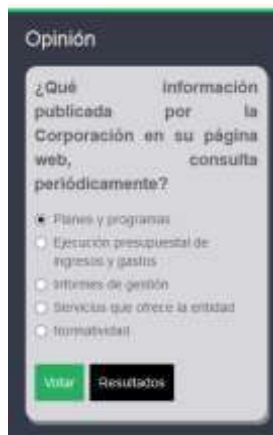 Opinión
¿Qué información
publicada por la
Corporación en su página
web, consulta
periódicamente?
Planes y programas
Ejecución presupuestal de
ingresos y gastos
Informes de gestión
Servicios que ofrece la entidad
Normatividad
Votar Resultados